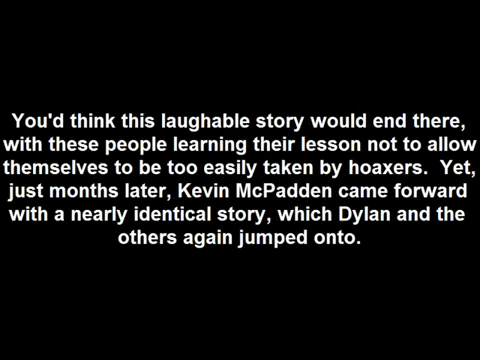 You'd think this laughable story would end there,
with these people learning their lesson not to allow
themselves to be too easily taken by hoaxers.  Yet,
just months later, Kevin McPadden came forward
with a nearly identical story, which Dylan and the
others again jumped onto.